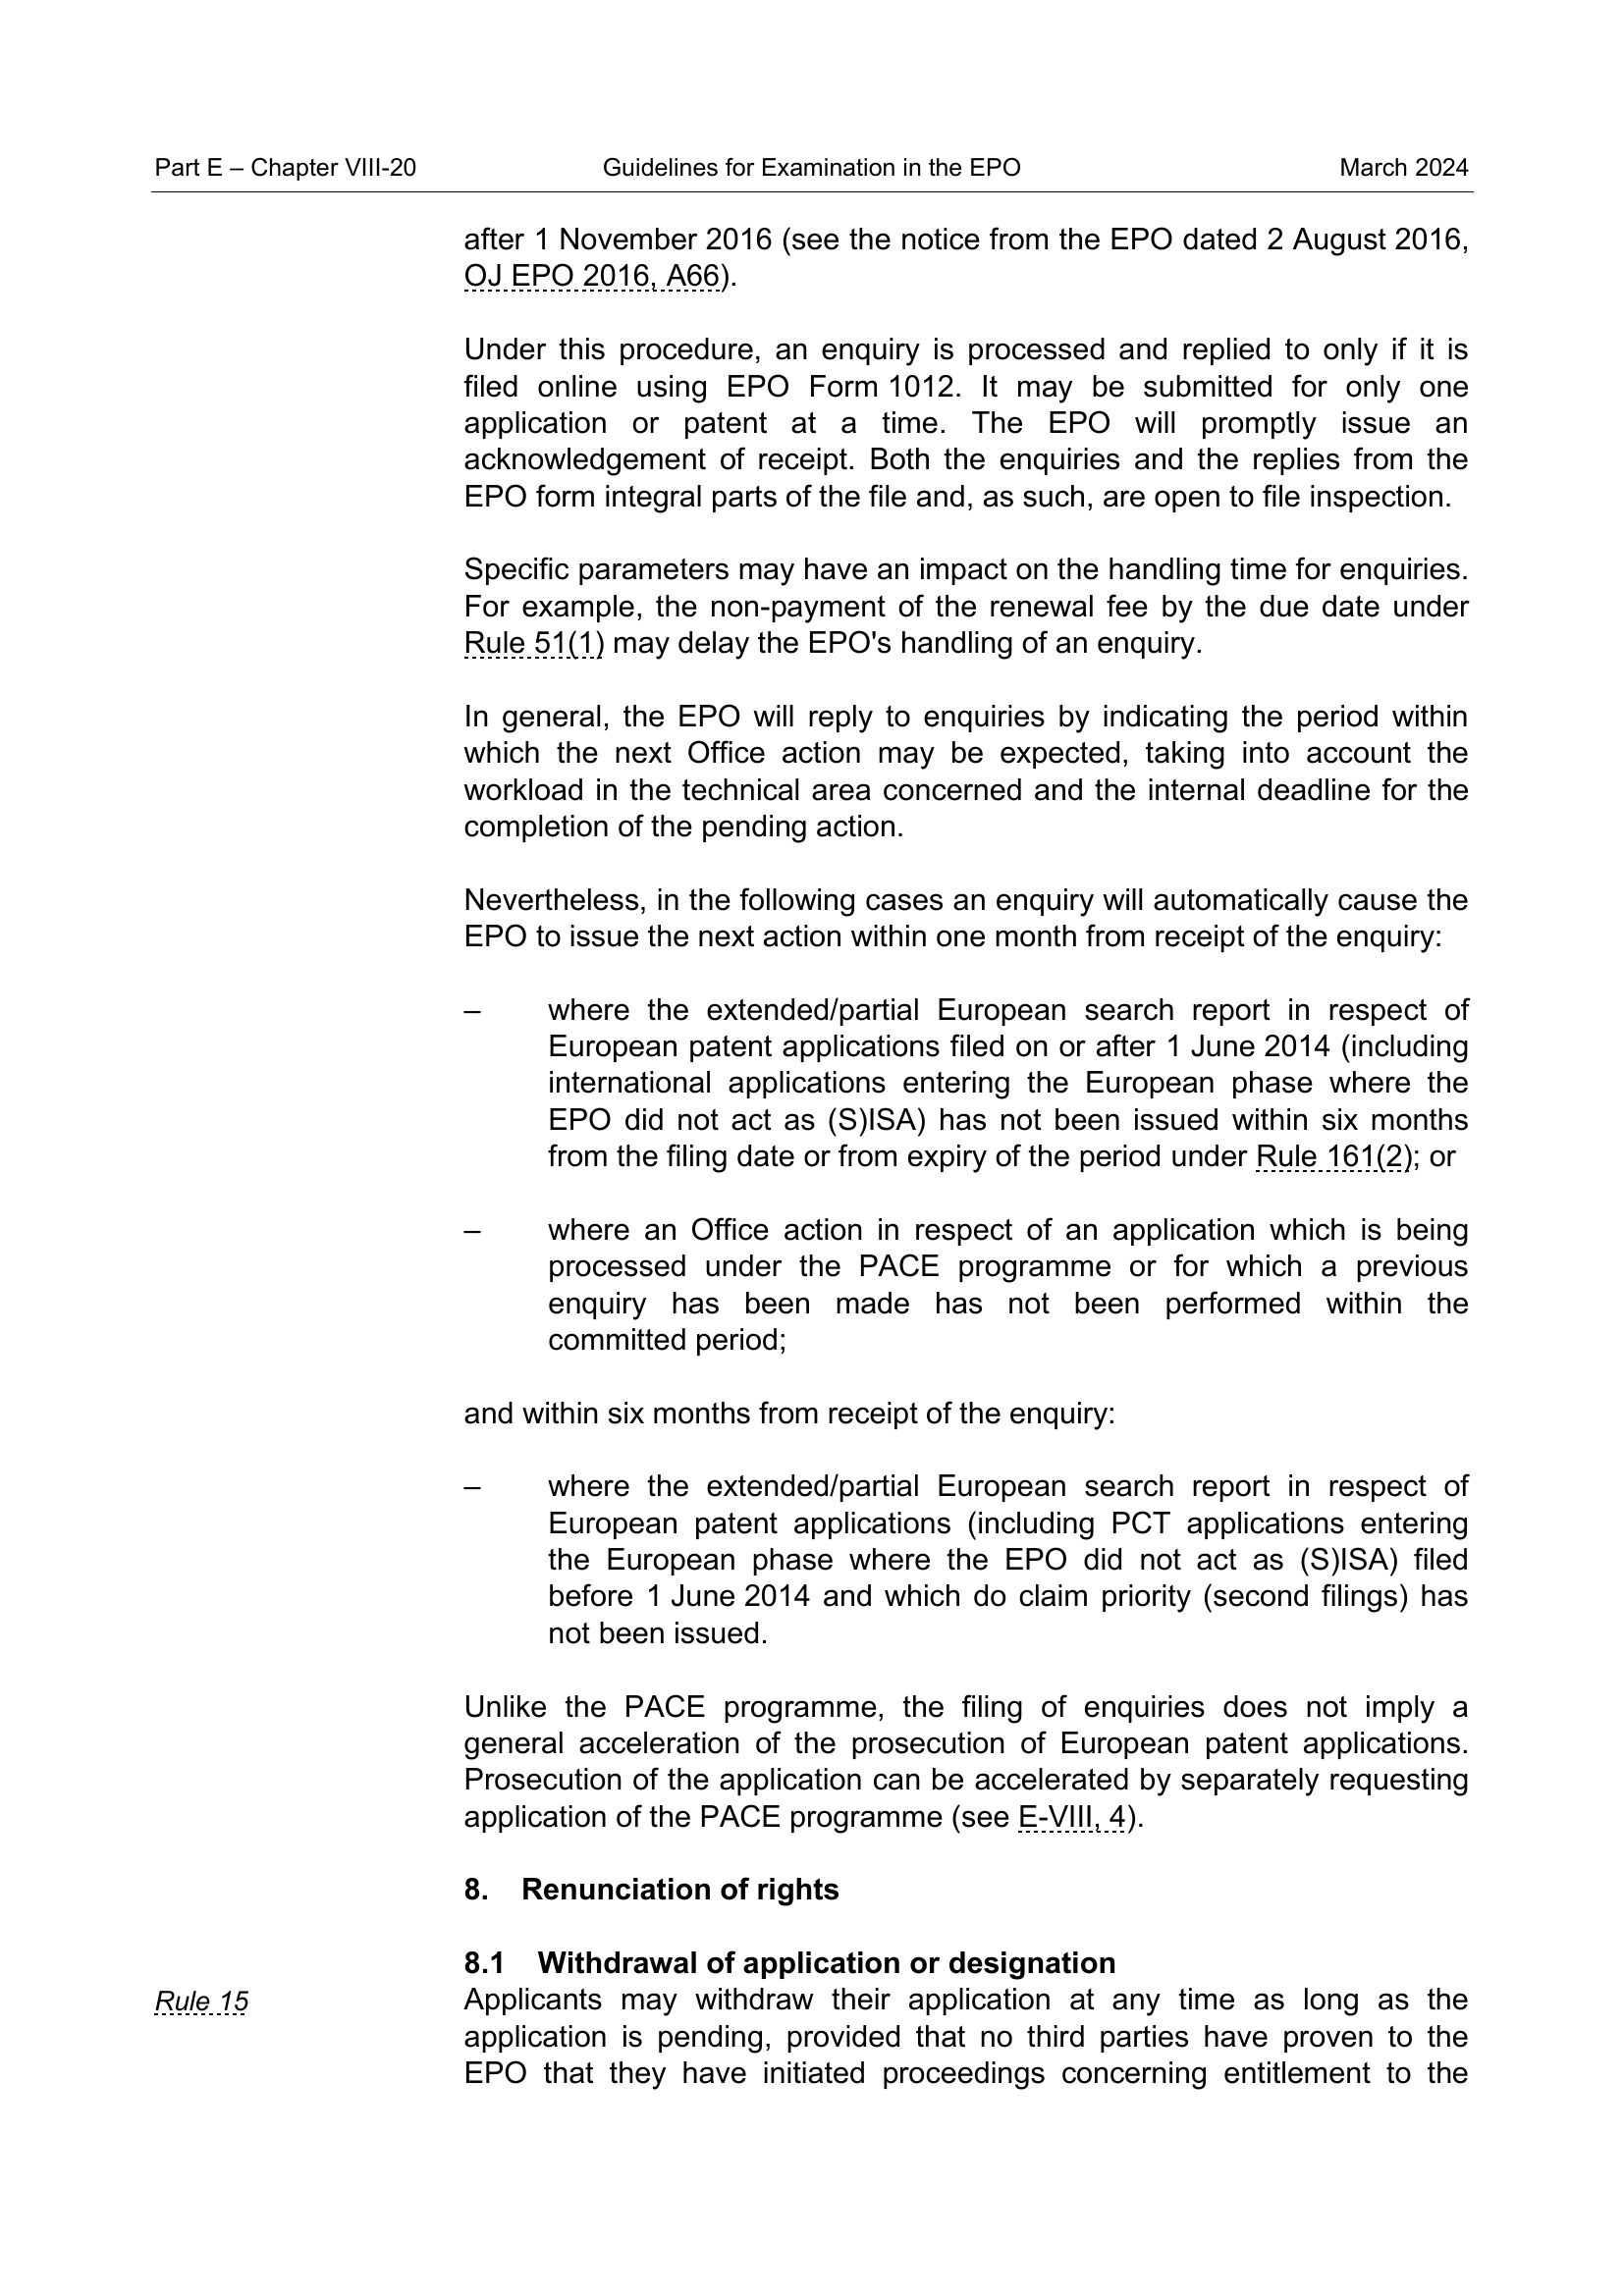 Part E – Chapter VIII-20 Guidelines for Examination in the EPO March 2024
after 1 November 2016 (see the notice from the EPO dated 2 August 2016,
OJ EPO 2016, A66).
Under this procedure, an enquiry is processed and replied to only if it is
filed online using EPO Form 1012. It may be submitted for only one
application or patent at a time. The EPO will promptly issue an
acknowledgement of receipt. Both the enquiries and the replies from the
EPO form integral parts of the file and, as such, are open to file inspection.
Specific parameters may have an impact on the handling time for enquiries.
For example, the non-payment of the renewal fee by the due date under
Rule 51(1) may delay the EPO's handling of an enquiry.
In general, the EPO will reply to enquiries by indicating the period within
which the next Office action may be expected, taking into account the
workload in the technical area concerned and the internal deadline for the
completion of the pending action.
Nevertheless, in the following cases an enquiry will automatically cause the
EPO to issue the next action within one month from receipt of the enquiry:
– where the extended/partial European search report in respect of
European patent applications filed on or after 1 June 2014 (including
international applications entering the European phase where the
EPO did not act as (S)ISA) has not been issued within six months
from the filing date or from expiry of the period under Rule 161(2); or
– where an Office action in respect of an application which is being
processed under the PACE programme or for which a previous
enquiry has been made has not been performed within the
committed period;
and within six months from receipt of the enquiry:
– where the extended/partial European search report in respect of
European patent applications (including PCT applications entering
the European phase where the EPO did not act as (S)ISA) filed
before 1 June 2014 and which do claim priority (second filings) has
not been issued.
Unlike the PACE programme, the filing of enquiries does not imply a
general acceleration of the prosecution of European patent applications.
Prosecution of the application can be accelerated by separately requesting
application of the PACE programme (see E-VIII, 4).
8. Renunciation of rights
8.1 Withdrawal of application or designation
Rule 15 Applicants may withdraw their application at any time as long as the
application is pending, provided that no third parties have proven to the
EPO that they have initiated proceedings concerning entitlement to the